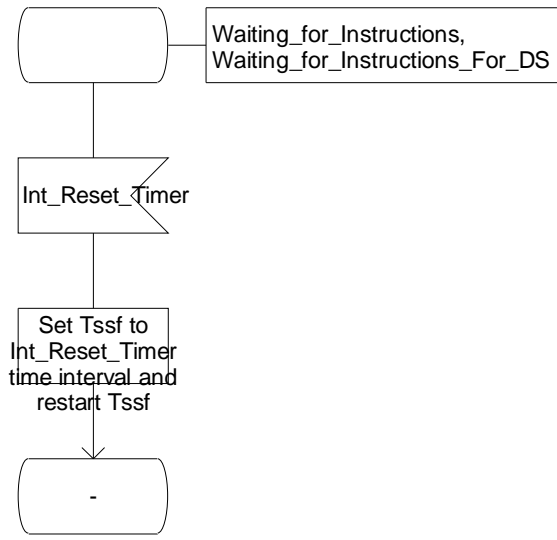 Waiting_for_Instructions,
Waiting_for_Instructions_For_DS
Int_Reset_Timer
Set Tssf to
Int_Reset_Timer
time interval and
restart Tssf
-